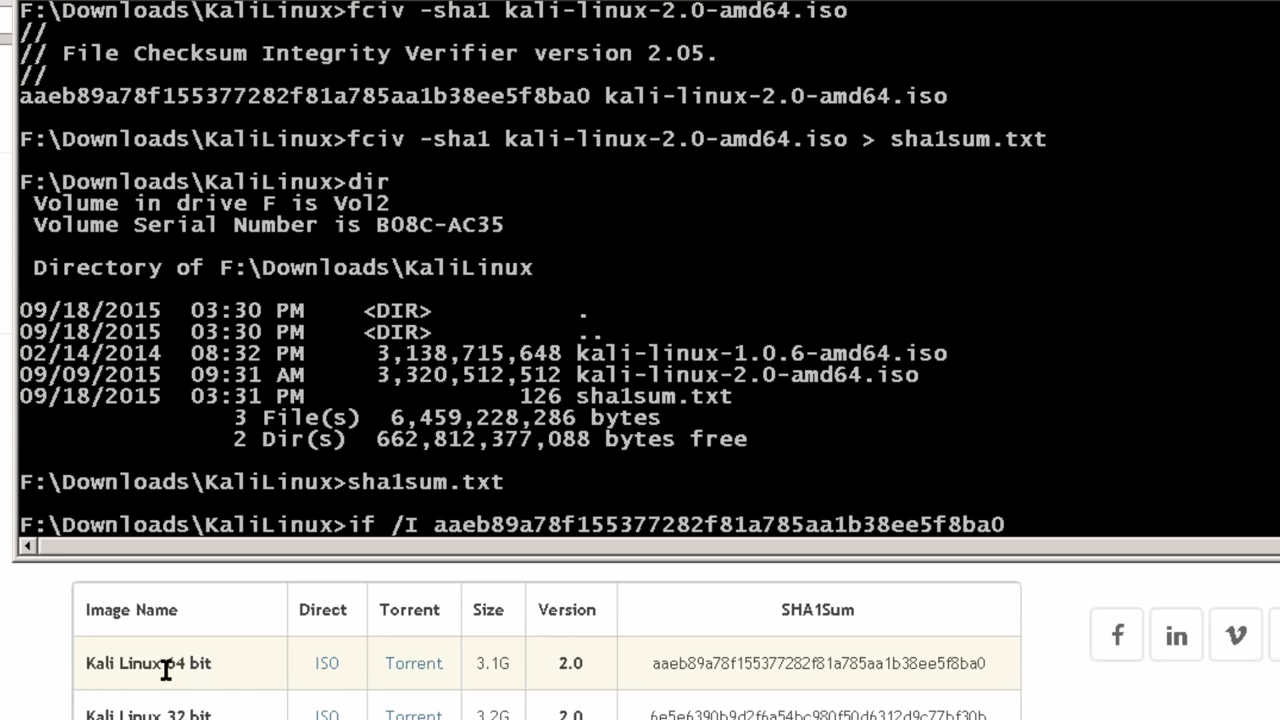 F:\Downloads\KaliLinux>fciv -sha1 kali-linux-2.0-amd64.iso
//
// File Checksum Integrity Verifier version 2.05.
//
aaeb89a78f155377282f81a785aa1b38ee5f8ba0 kali-linux-2.0-amd64.iso
F:\Downloads\KaliLinux>fciv -sha1 kali-linux-2.0-amd64.iso > sha1sum.txt
F:\Downloads\KaliLinux>dir
Volume in drive F is Vol2
Volume Serial Number is B08C-AC35
Directory of F:\Downloads\KaliLinux
09/18/2015 03:30 PM <DIR> .
09/18/2015 03:30 PM <DIR> ..
02/14/2014 08:32 PM 3,138,715,648 kali-linux-1.0.6-amd64.iso
09/09/2015 09:31 AM 3,320,512,512 kali-linux-2.0-amd64.iso
09/18/2015 03:31 PM 126 sha1sum.txt
3 File(s) 6,459,228,286 bytes
2 Dir(s) 662,812,377,088 bytes free
F:\Downloads\KaliLinux>sha1sum.txt
F:\Downloads\KaliLinux>if /I aaeb89a78f155377282f81a785aa1b38ee5f8ba0
Image Name Direct Torrent Size Version SHA1Sum
Kali Linux 64 bit ISO Torrent 3.1G 2.0 aaeb89a78f155377282f81a785aa1b38ee5f8ba0
Kali Linux 32 bit ISO Torrent 3.2G 2.0 6e5e6390b9d2f6a54bc980f50d6312d9c77bf30b